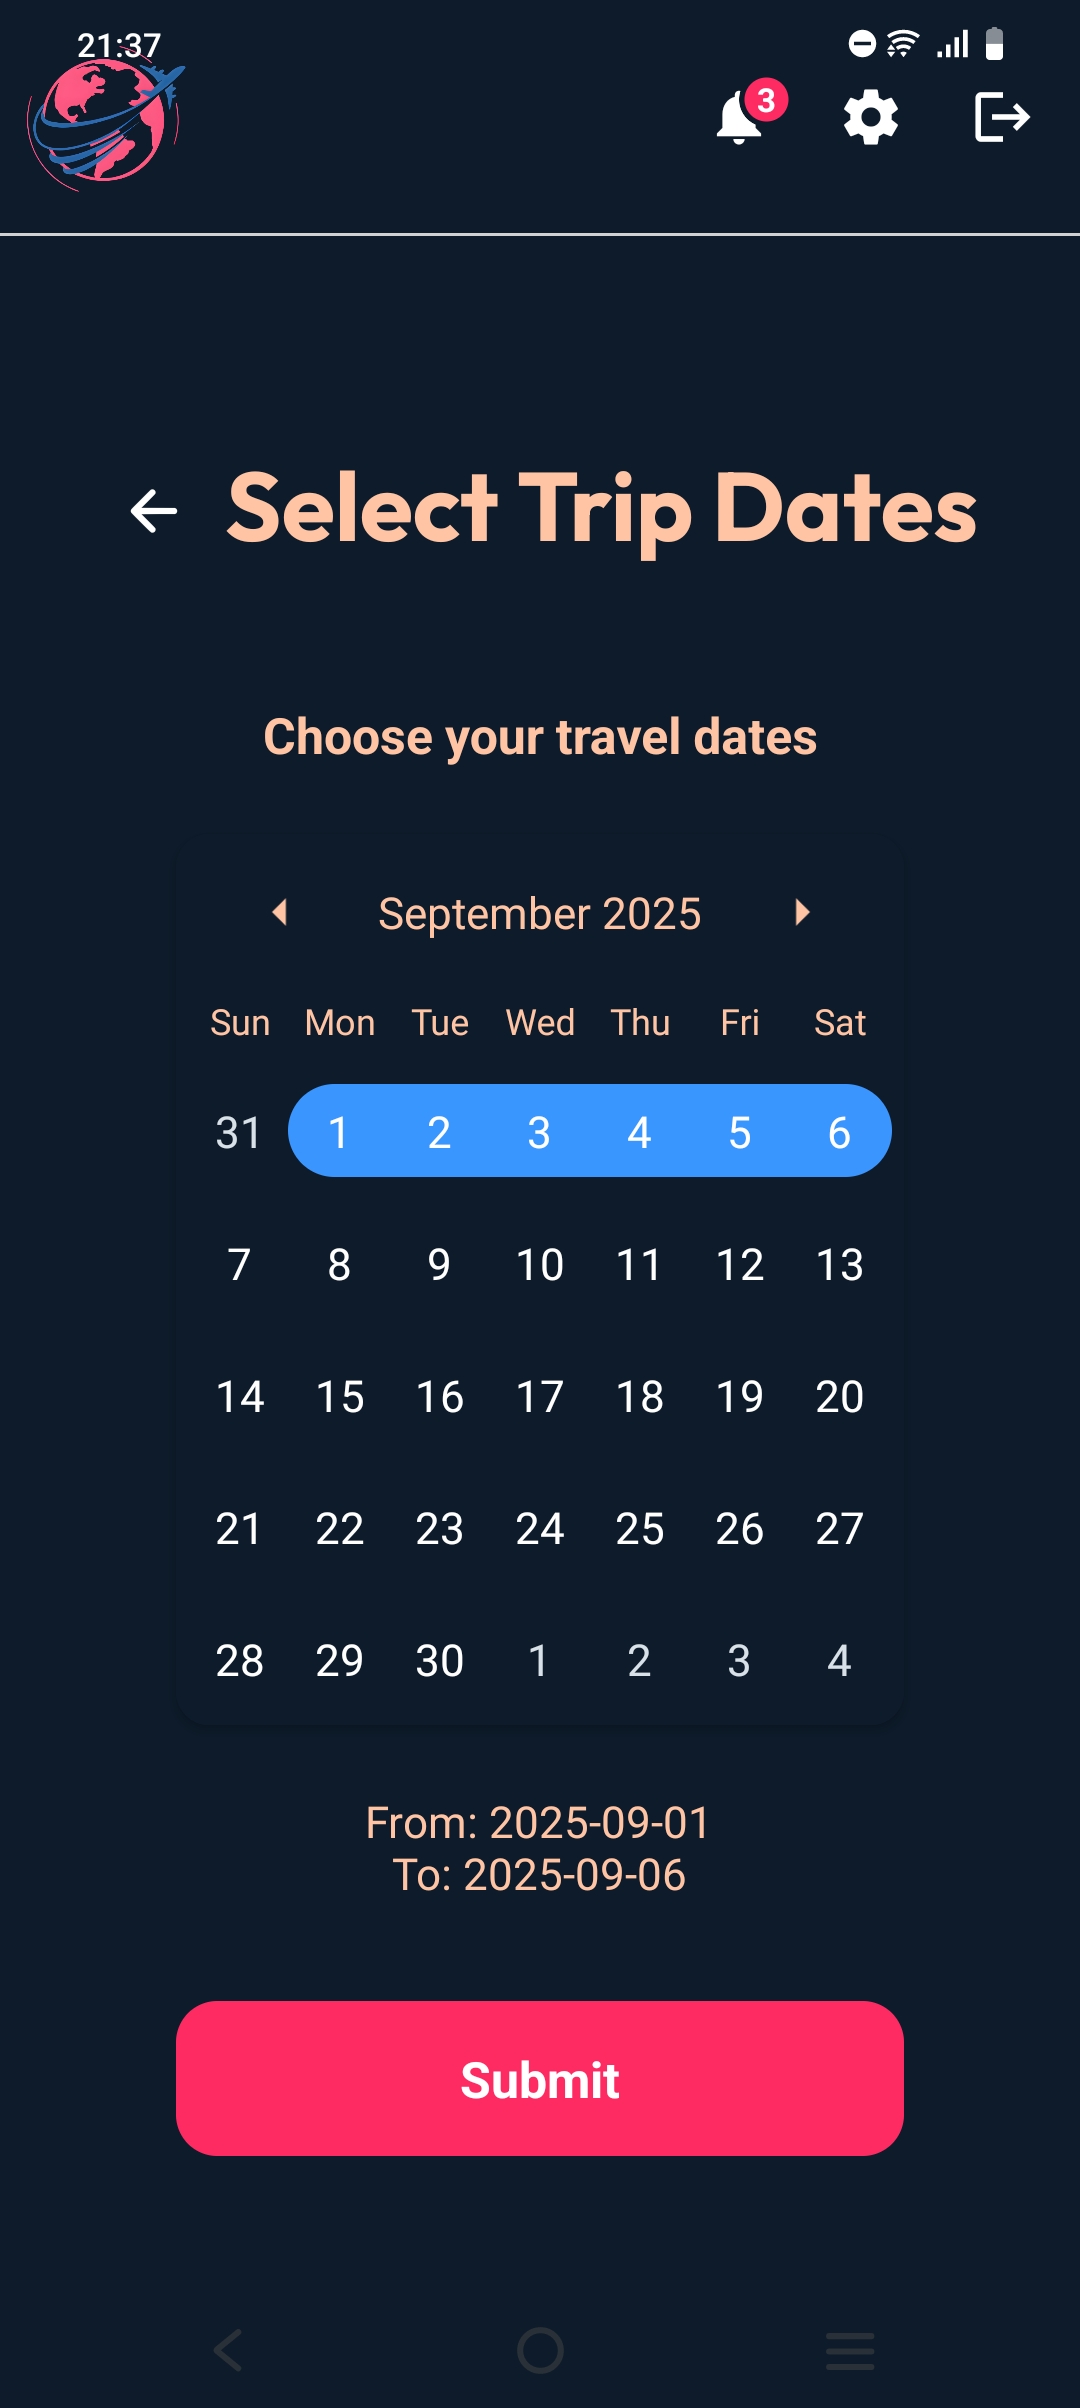 21:37
3
Select Trip Dates
Choose your travel dates
September 2025
Sun Mon Tue Wed Thu Fri Sat
31 1 2 3 4 5 6
7 8 9 10 11 12 13
14 15 16 17 18 19 20
21 22 23 24 25 26 27
28 29 30 1 2 3 4
From: 2025-09-01
To: 2025-09-06
Submit